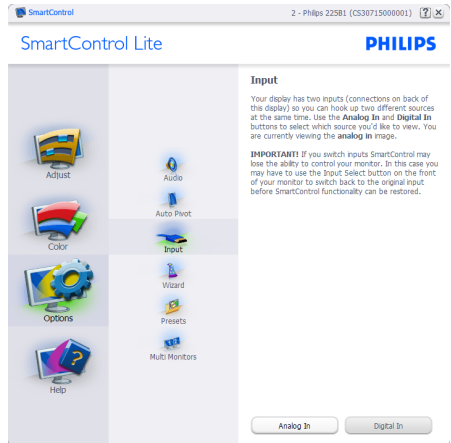 SmartControl
2 - Philips 225B1 (CS30715000001) ? X
SmartControl Lite
PHILIPS
Adjust
Color
Options
Help
Audio
Auto Pivot
Input
Wizard
Presets
Multi Monitors
Input
Your display has two inputs (connections on back of
this display) so you can hook up two different sources
at the same time. Use the Analog In and Digital In
buttons to select which source you'd like to view. You
are currently viewing the analog in image.
IMPORTANT! If you switch inputs SmartControl may
lose the ability to control your monitor. In this case you
may have to use the Input Select button on the front
of your monitor to switch back to the original input
before SmartControl functionality can be restored.
Analog In
Digital In